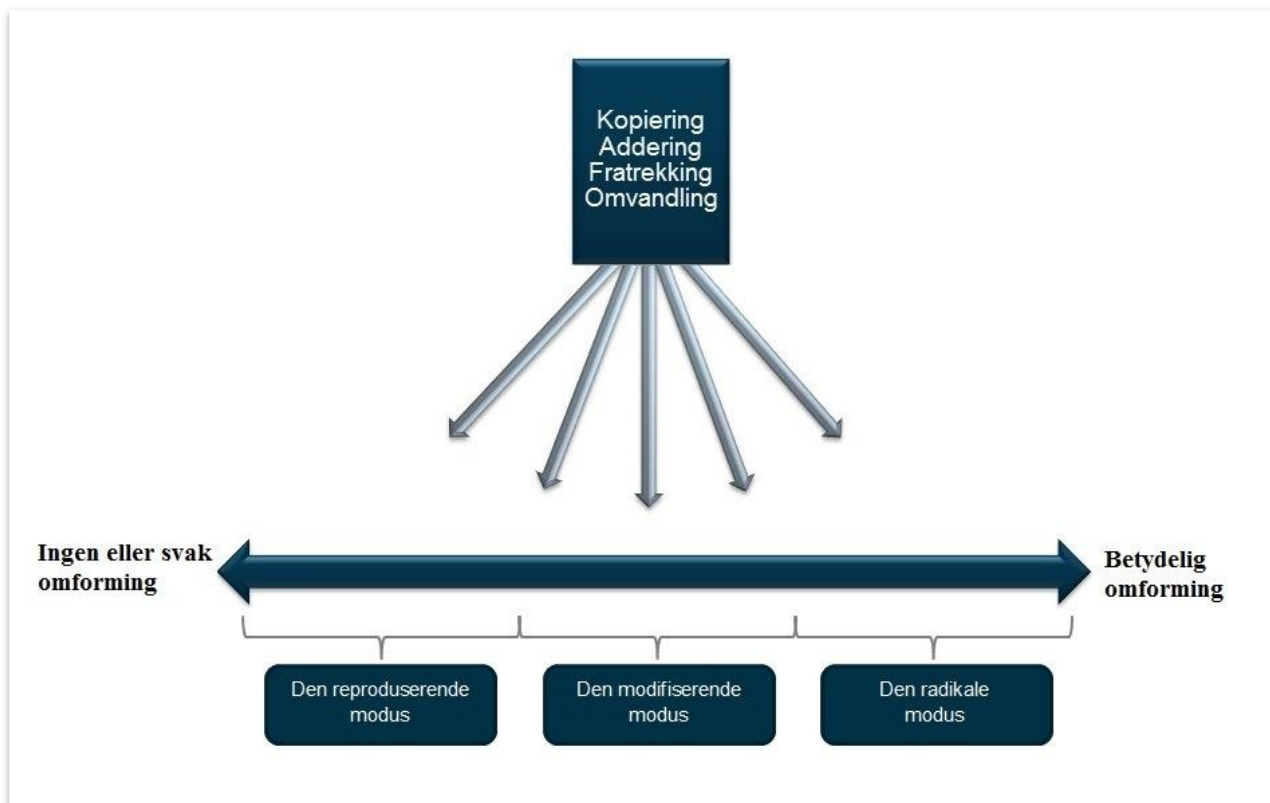 Kopiering
Addering
Fratrekking
Omvandling
Ingen eller svak
omforming
Betydelig
omforming
Den reproduserende
modus
Den modifiserende
modus
Den radikale
modus